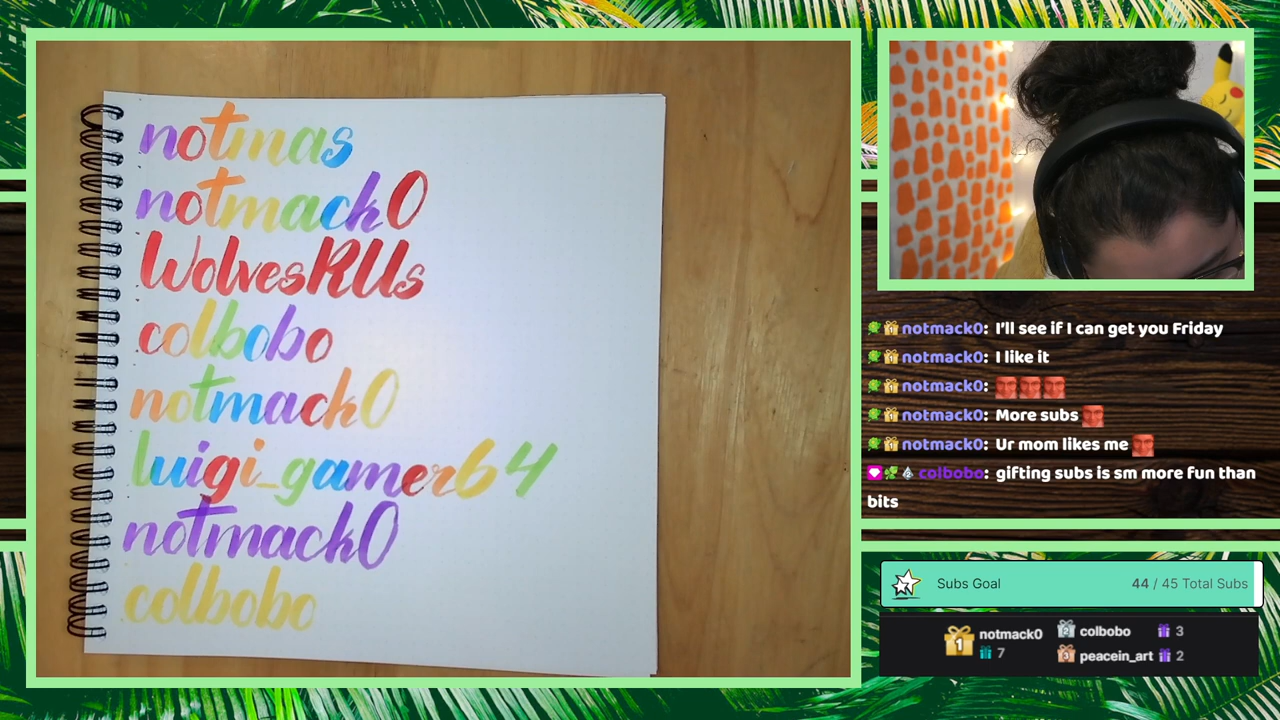 notmas
notmack0
WolvesRUs
colbobo
notmack0
luigi_gamer64
notmack0
colbobo
notmack0: I'll see if I can get you Friday
notmack0: I like it
notmack0:
notmack0: More subs
notmack0: Ur mom likes me
colbobo: gifting subs is sm more fun than
bits
Subs Goal 44 / 45 Total Subs
1 notmack0 7
2 colbobo 3
3 peacein_art 2